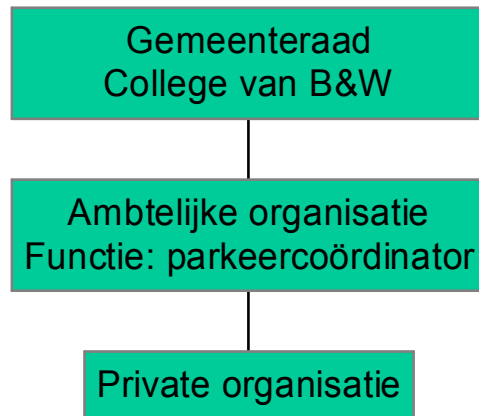 Gemeenteraad
College van B&W
Ambtelijke organisatie
Functie: parkeercoördinator
Private organisatie